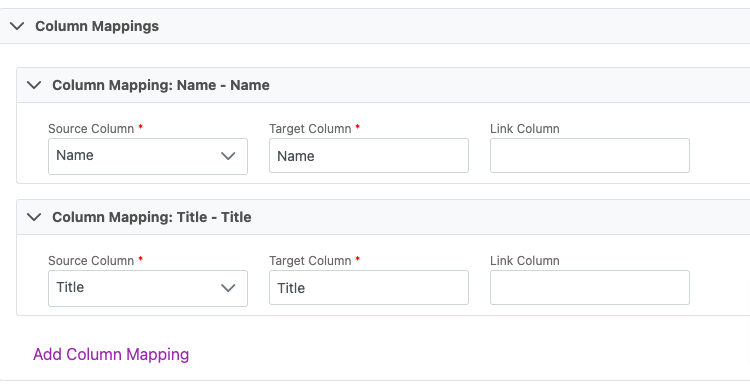 Column Mappings
Column Mapping: Name - Name
Source Column * Target Column * Link Column
Name Name
Column Mapping: Title - Title
Source Column * Target Column * Link Column
Title Title
Add Column Mapping